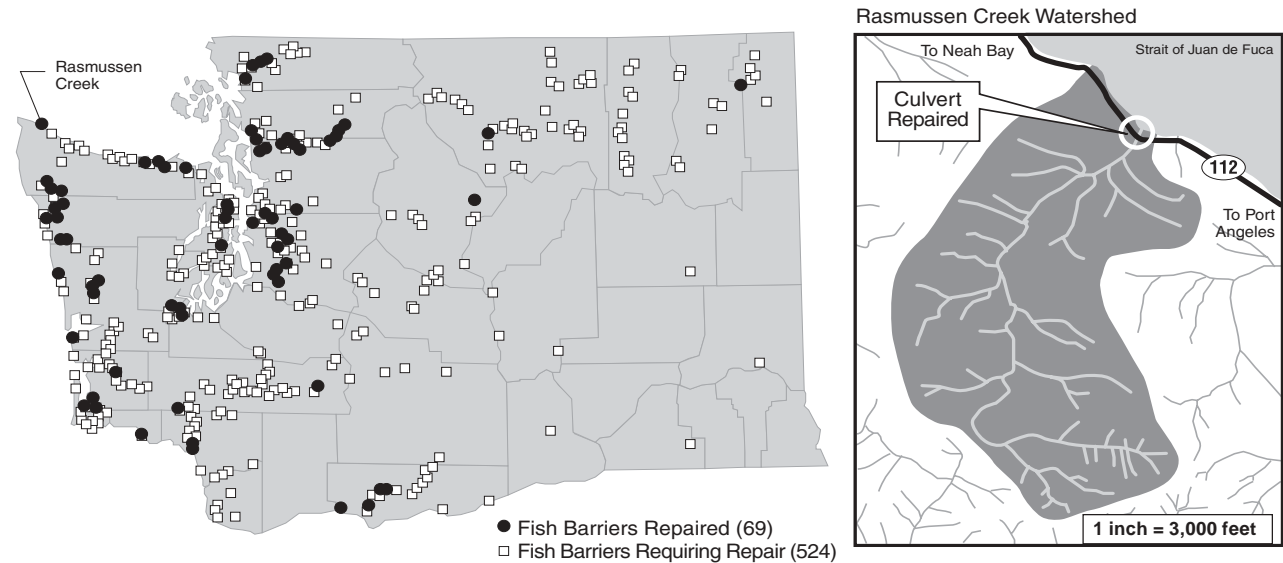 Rasmussen
Creek
Fish Barriers Repaired (69)
Fish Barriers Requiring Repair (524)
Rasmussen Creek Watershed
To Neah Bay
Strait of Juan de Fuca
Culvert
Repaired
112
To Port
Angeles
1 inch = 3,000 feet